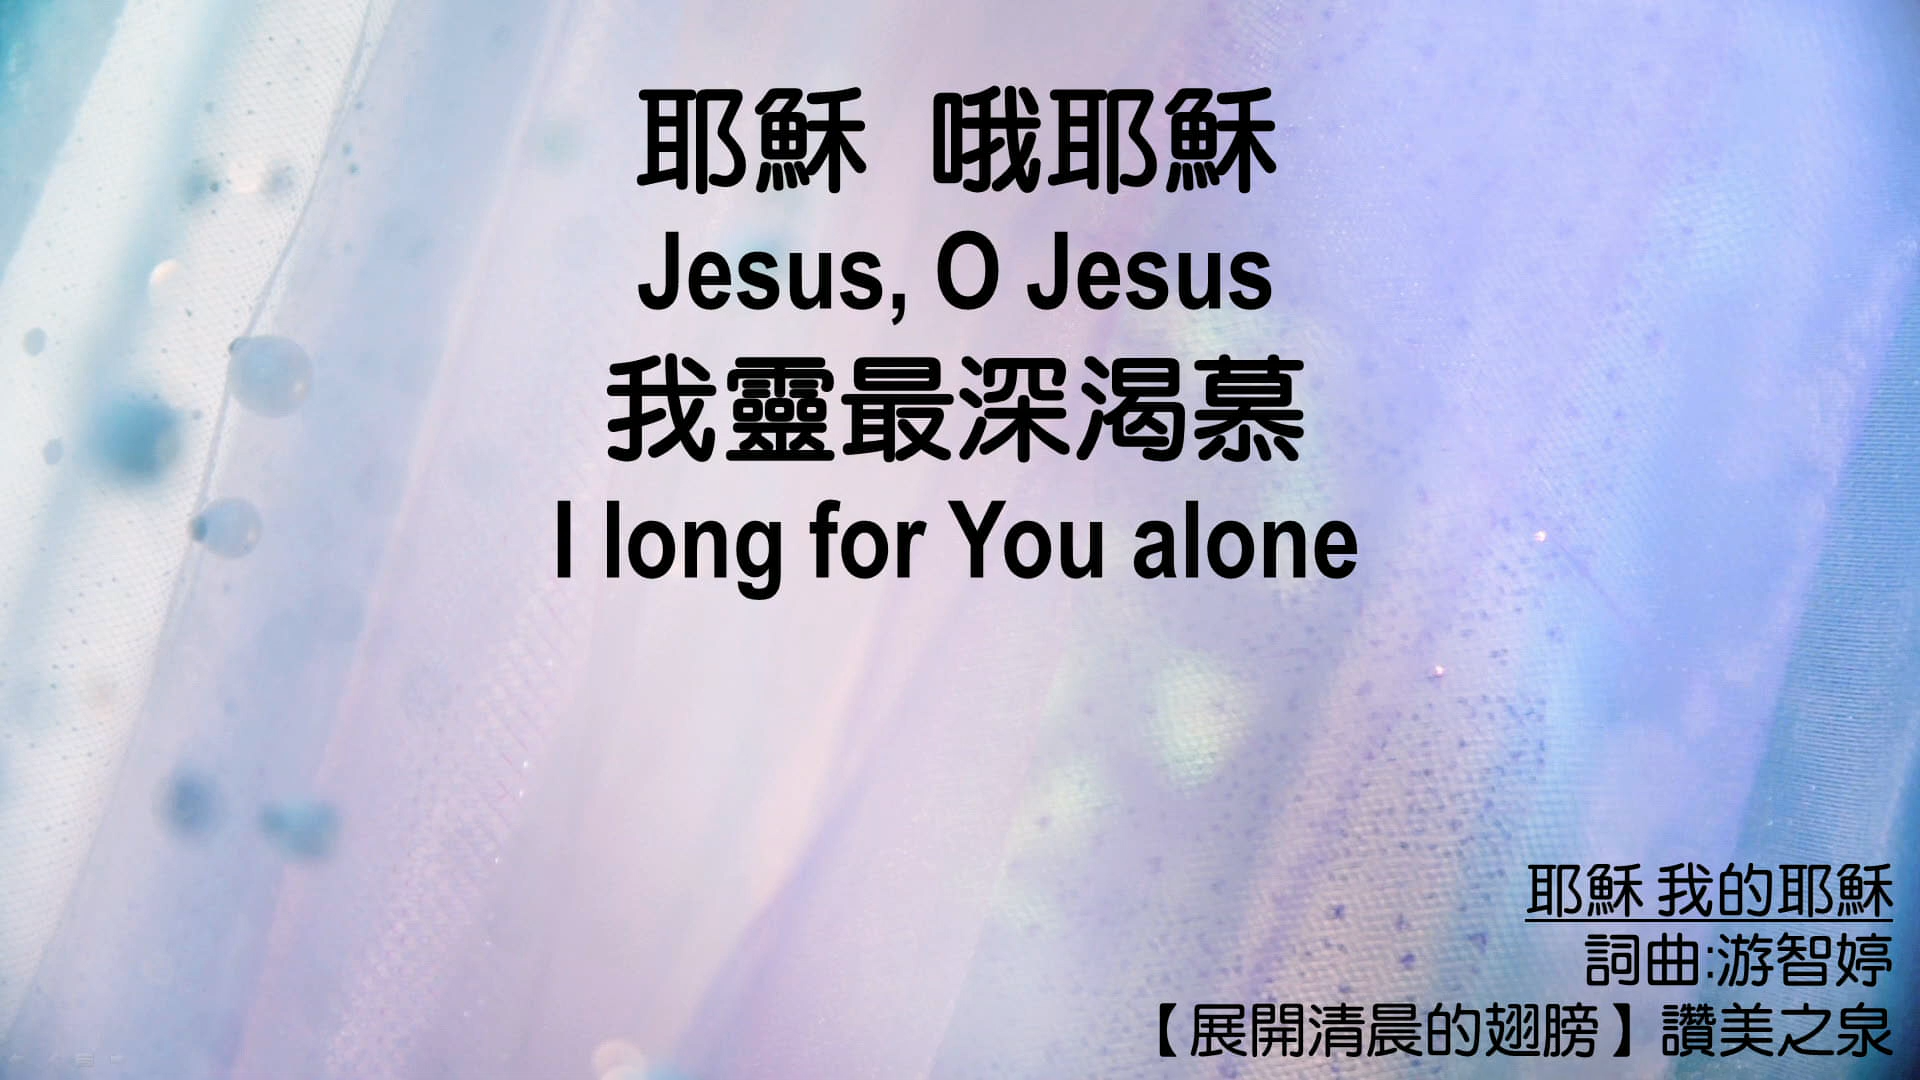 耶穌 哦耶穌
Jesus, O Jesus
我靈最深渴慕
I long for You alone
耶穌 我的耶穌
詞曲:游智婷
【展開清晨的翅膀】讚美之泉